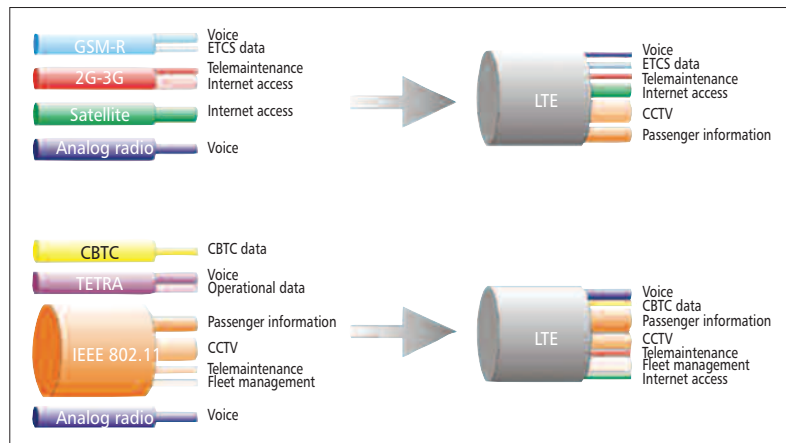 GSM-R
Voice
ETCS data
2G-3G
Telemaintenance
Internet access
Satellite
Internet access
Analog radio
Voice
LTE
Voice
ETCS data
Telemaintenance
Internet access
CCTV
Passenger information
CBTC
CBTC data
TETRA
Voice
Operational data
IEEE 802.11
Passenger information
CCTV
Telemaintenance
Fleet management
Analog radio
Voice
LTE
Voice
CBTC data
Passenger information
CCTV
Telemaintenance
Fleet management
Internet access